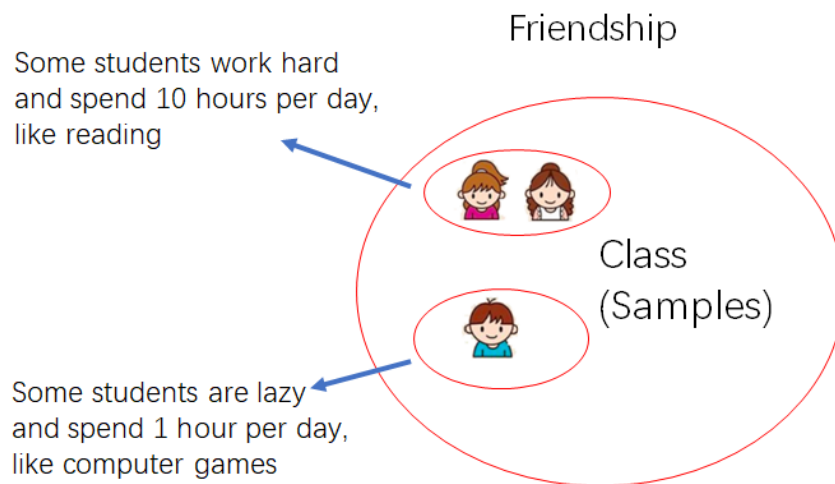 Friendship
Some students work hard
and spend 10 hours per day,
like reading
Class
(Samples)
Some students are lazy
and spend 1 hour per day,
like computer games